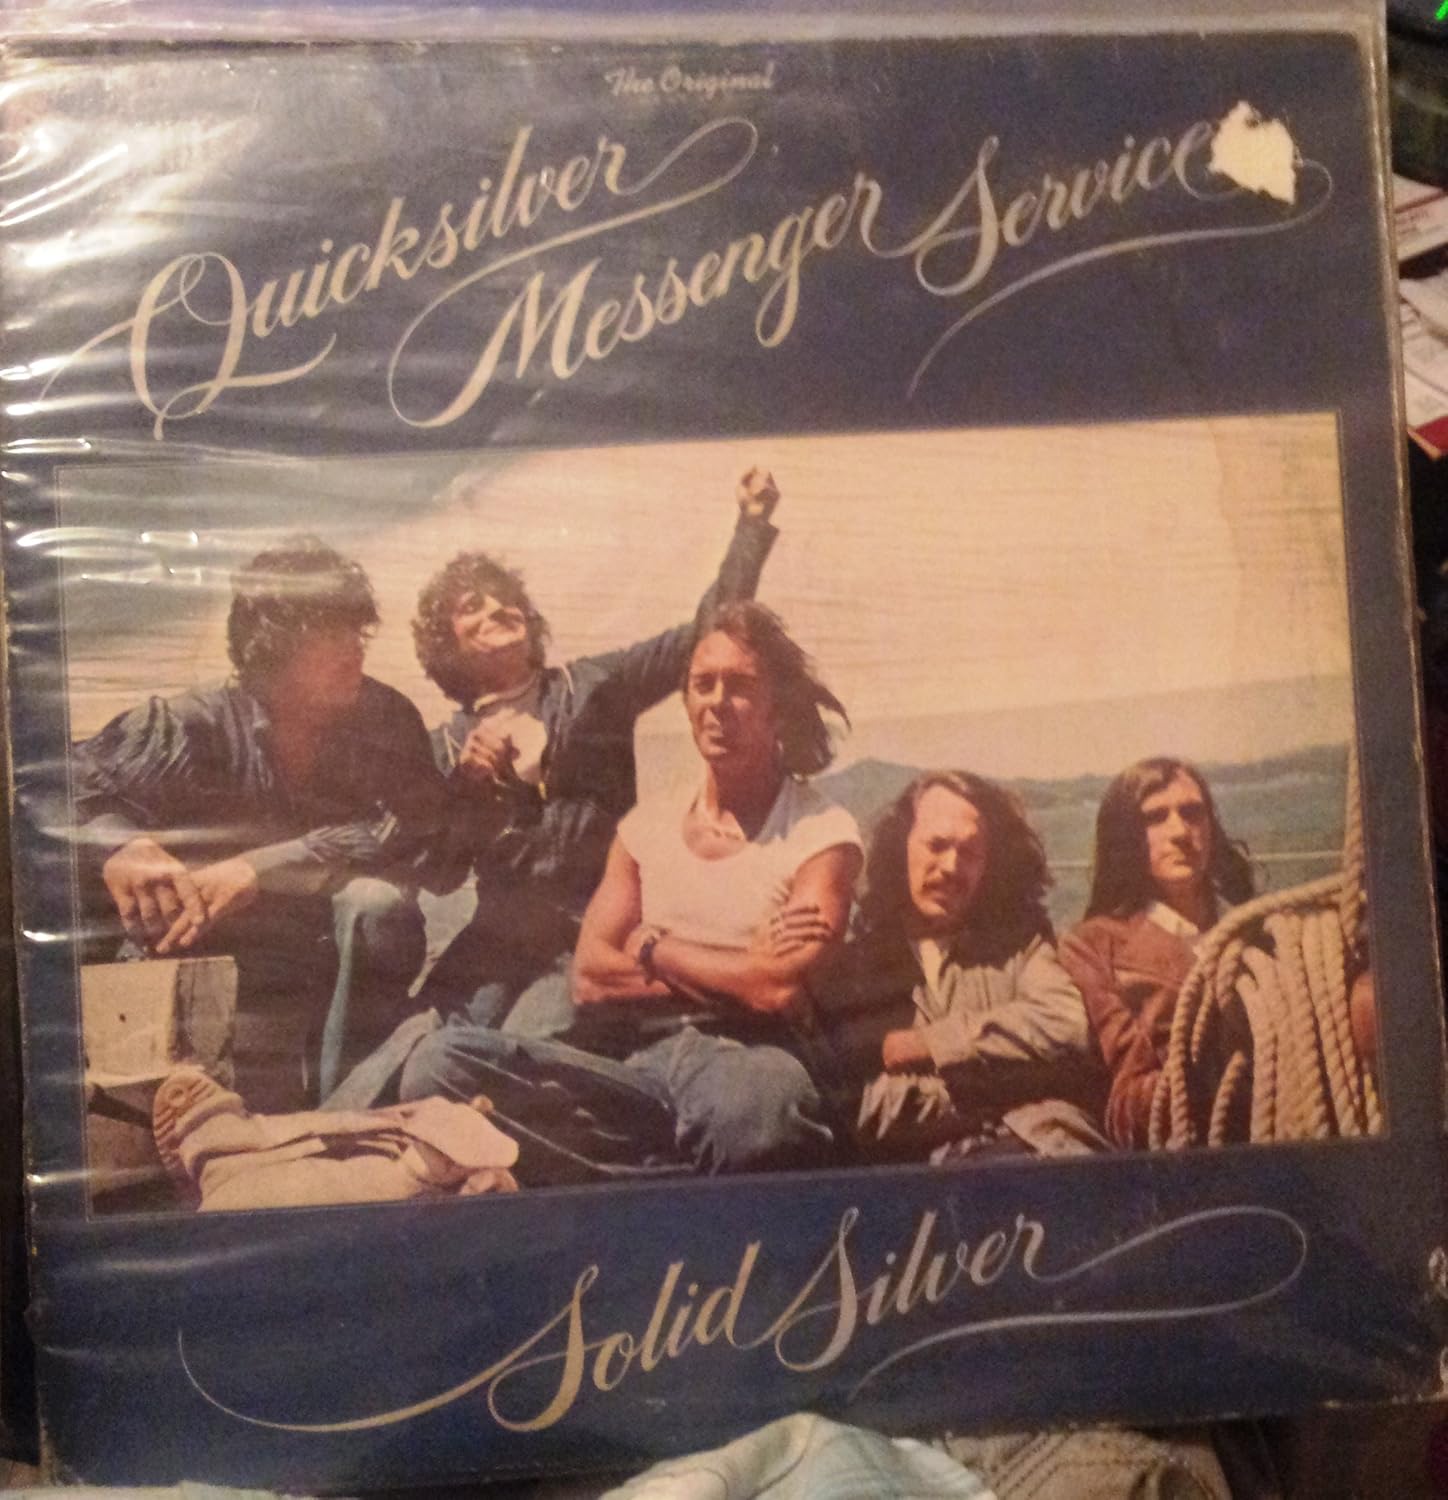 The Original
Quicksilver
Messenger Service
Solid Silver